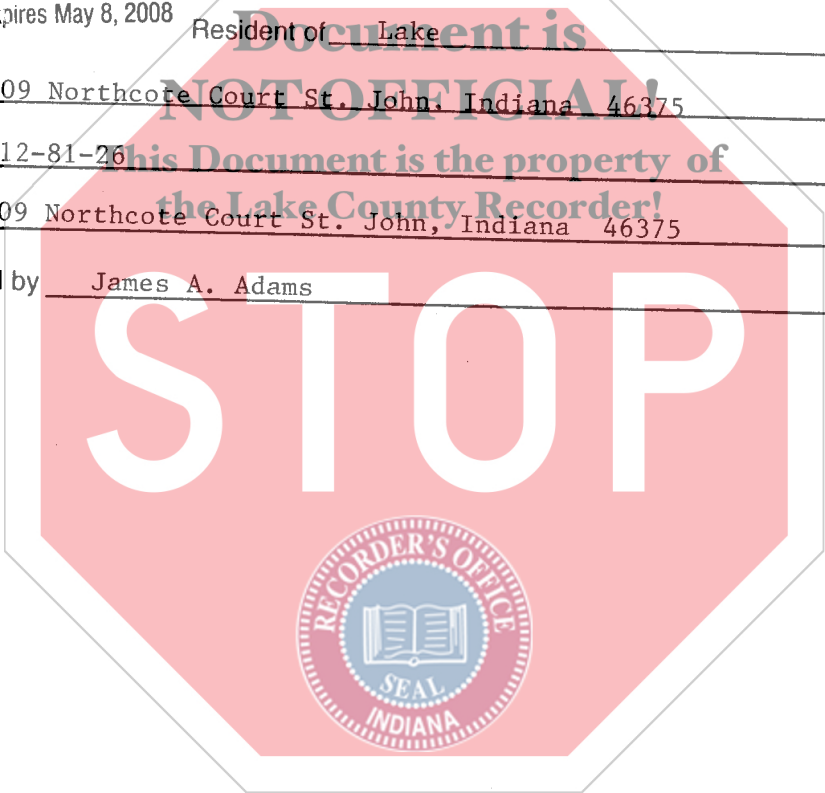 pires May 8, 2008
Resident of Lake
Document is
09 Northcote Court St. John, Indiana 46375
NOT OFFICIAL!
12-81-26
This Document is the property of
the Lake County Recorder!
09 Northcote Court St. John, Indiana 46375
by James A. Adams
STOP
RECORDER'S OFFICE
SEAL
INDIANA